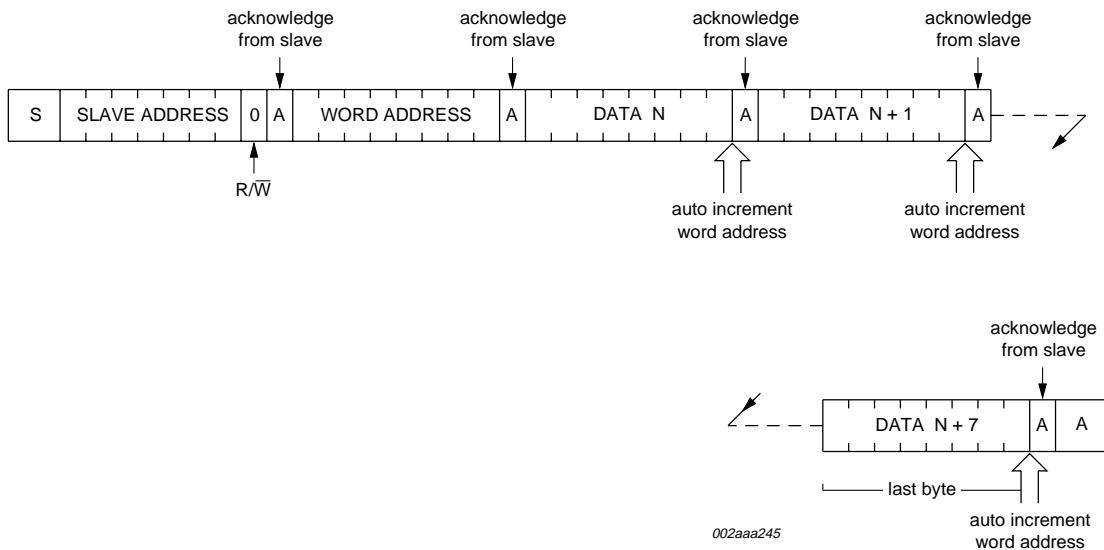 acknowledge
from slave
acknowledge
from slave
acknowledge
from slave
acknowledge
from slave
S SLAVE ADDRESS 0 A WORD ADDRESS A DATA N A DATA N + 1 A
R/W̅
auto increment
word address
auto increment
word address
acknowledge
from slave
DATA N + 7 A A
last byte
auto increment
word address
002aaa245